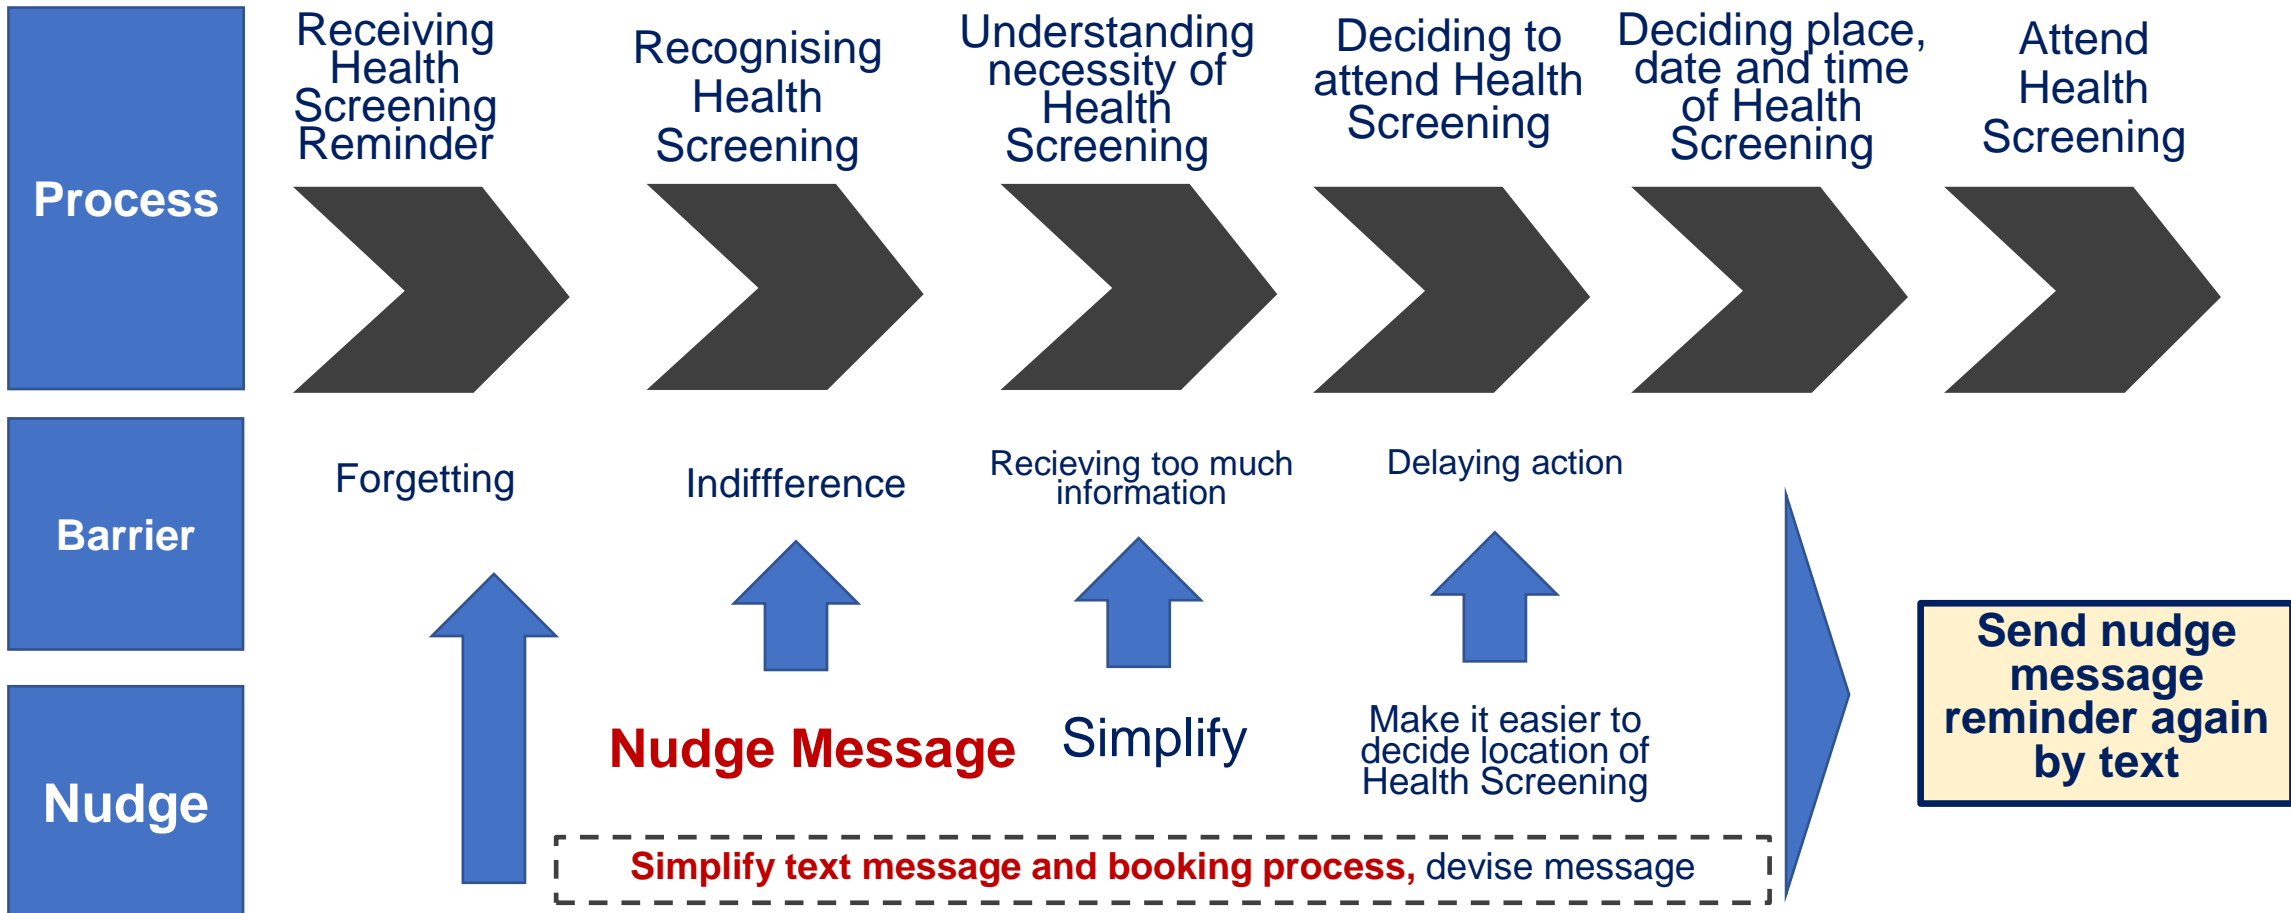 Process
Receiving
Health
Screening
Reminder
Recognising
Health
Screening
Understanding
necessity of
Health
Screening
Deciding to
attend Health
Screening
Deciding place,
date and time
of Health
Screening
Attend
Health
Screening
Barrier
Forgetting
Indiffference
Recieving too much
information
Delaying action
Nudge
Nudge Message
Simplify
Make it easier to
decide location of
Health Screening
Simplify text message and booking process, devise message
Send nudge
message
reminder again
by text